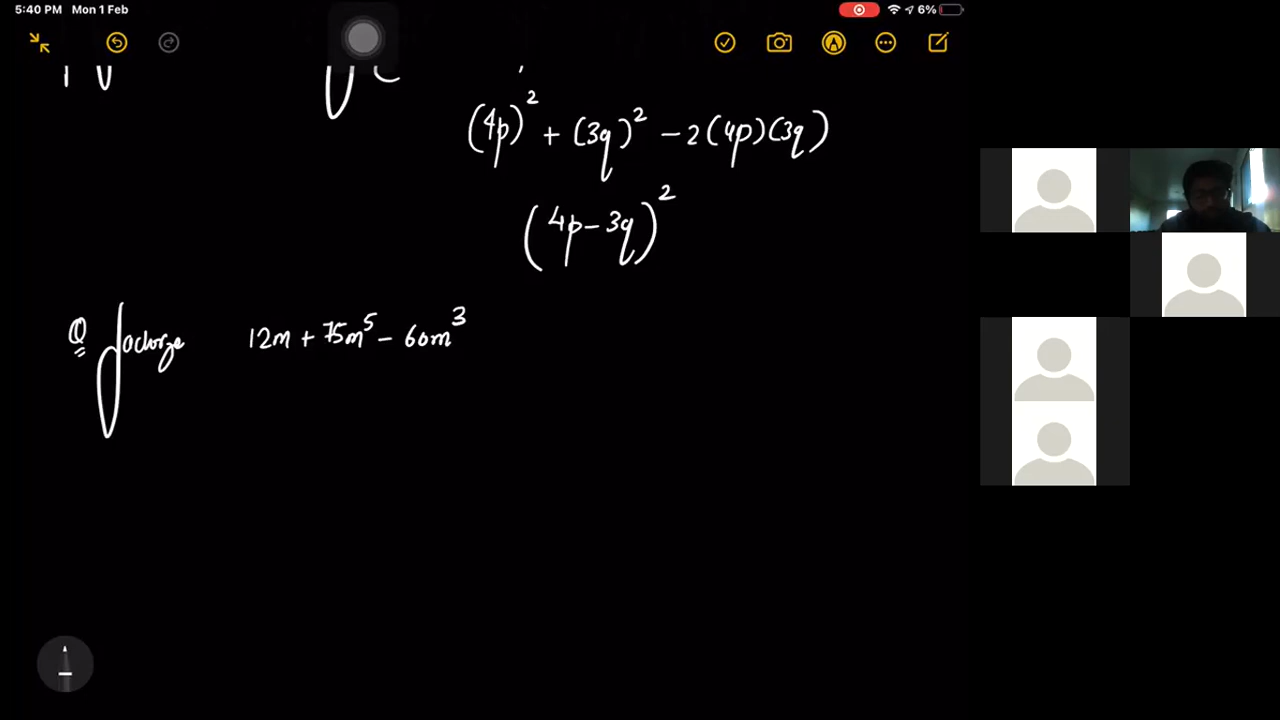 5:40 PM Mon 1 Feb 6%
(4p)² + (3q)² − 2(4p)(3q)
(4p − 3q)²
Q factorize 12m + 75m⁵ − 60m³